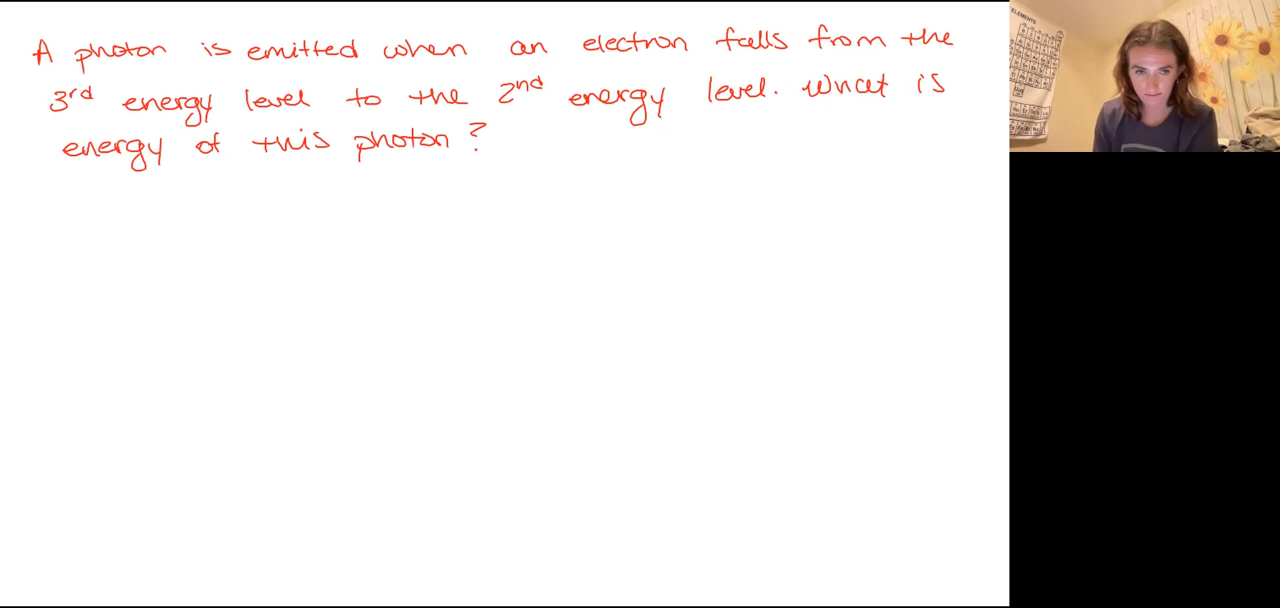 A photon is emitted when an electron falls from the
3rd energy level to the 2nd energy level. What is
energy of this photon?
ELEMENTS